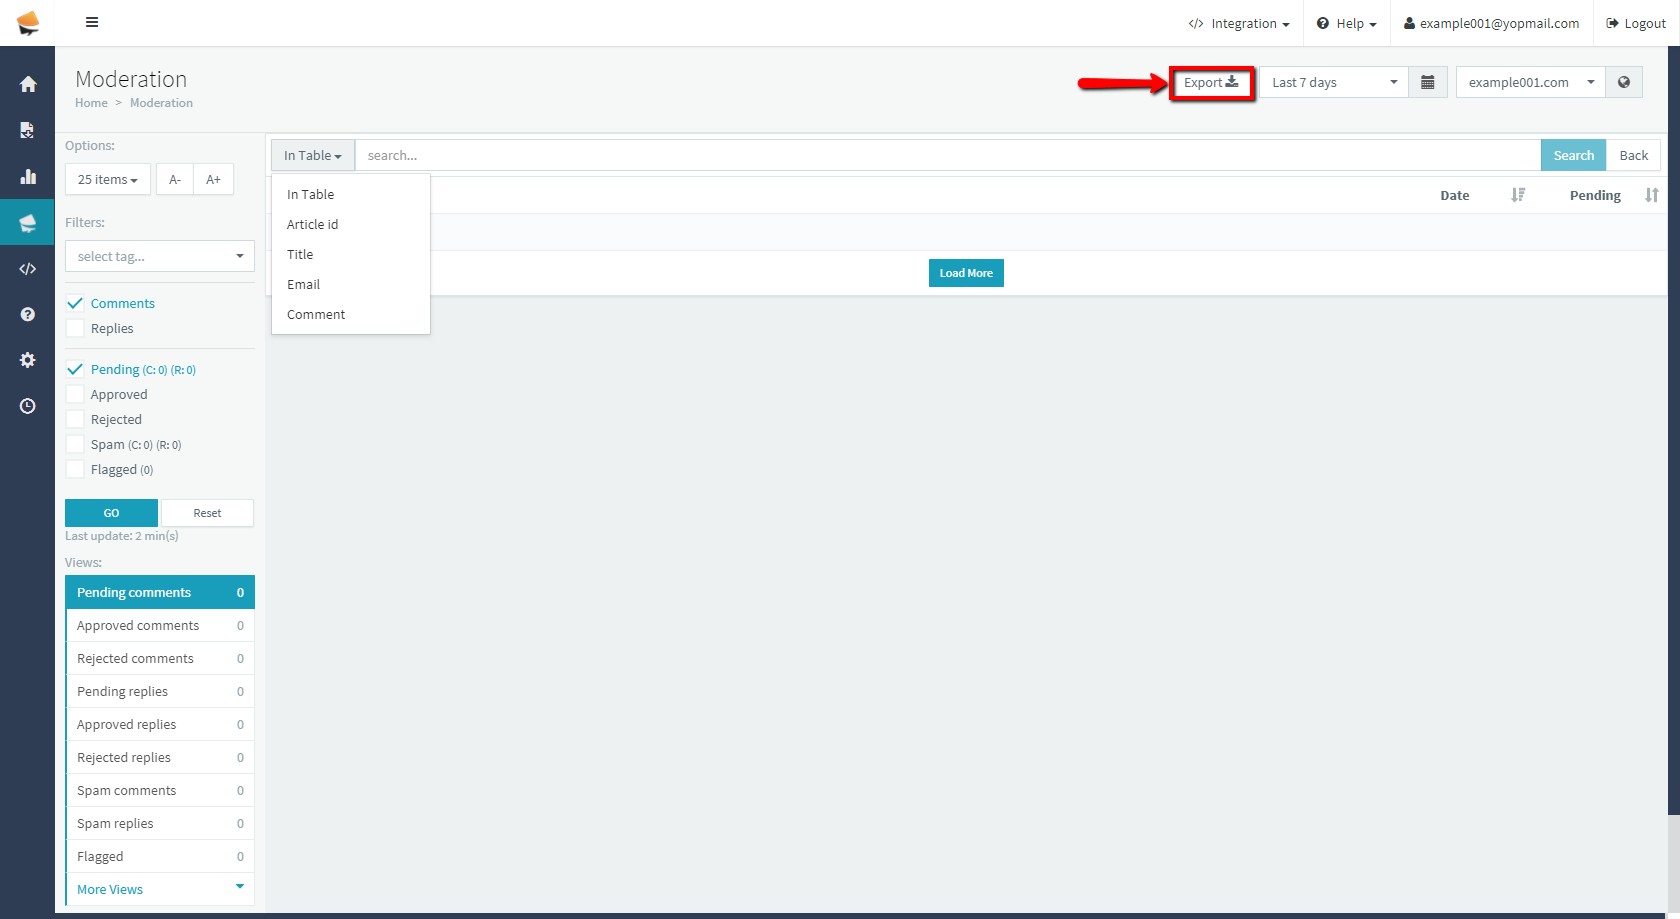 Integration
Help
example001@yopmail.com
Logout
Moderation
Home > Moderation
Export
Last 7 days
example001.com
Options:
25 items
A-
A+
In Table
search...
Search
Back
In Table
Article id
Title
Email
Comment
Date
Pending
Load More
Filters:
select tag...
Comments
Replies
Pending (C: 0) (R: 0)
Approved
Rejected
Spam (C: 0) (R: 0)
Flagged (0)
GO
Reset
Last update: 2 min(s)
Views:
Pending comments 0
Approved comments 0
Rejected comments 0
Pending replies 0
Approved replies 0
Rejected replies 0
Spam comments 0
Spam replies 0
Flagged 0
More Views